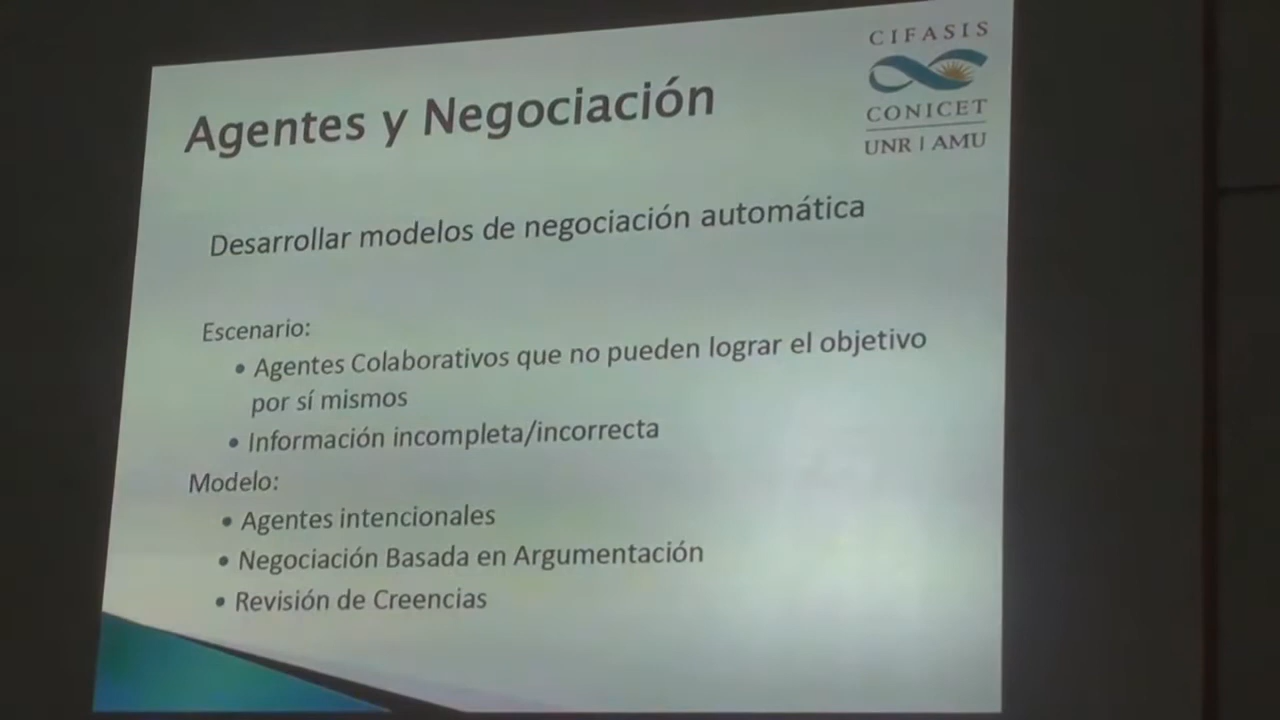 CIFASIS
CONICET
UNR | AMU
Agentes y Negociación
Desarrollar modelos de negociación automática
Escenario:
• Agentes Colaborativos que no pueden lograr el objetivo
por sí mismos
• Información incompleta/incorrecta
Modelo:
• Agentes intencionales
• Negociación Basada en Argumentación
• Revisión de Creencias